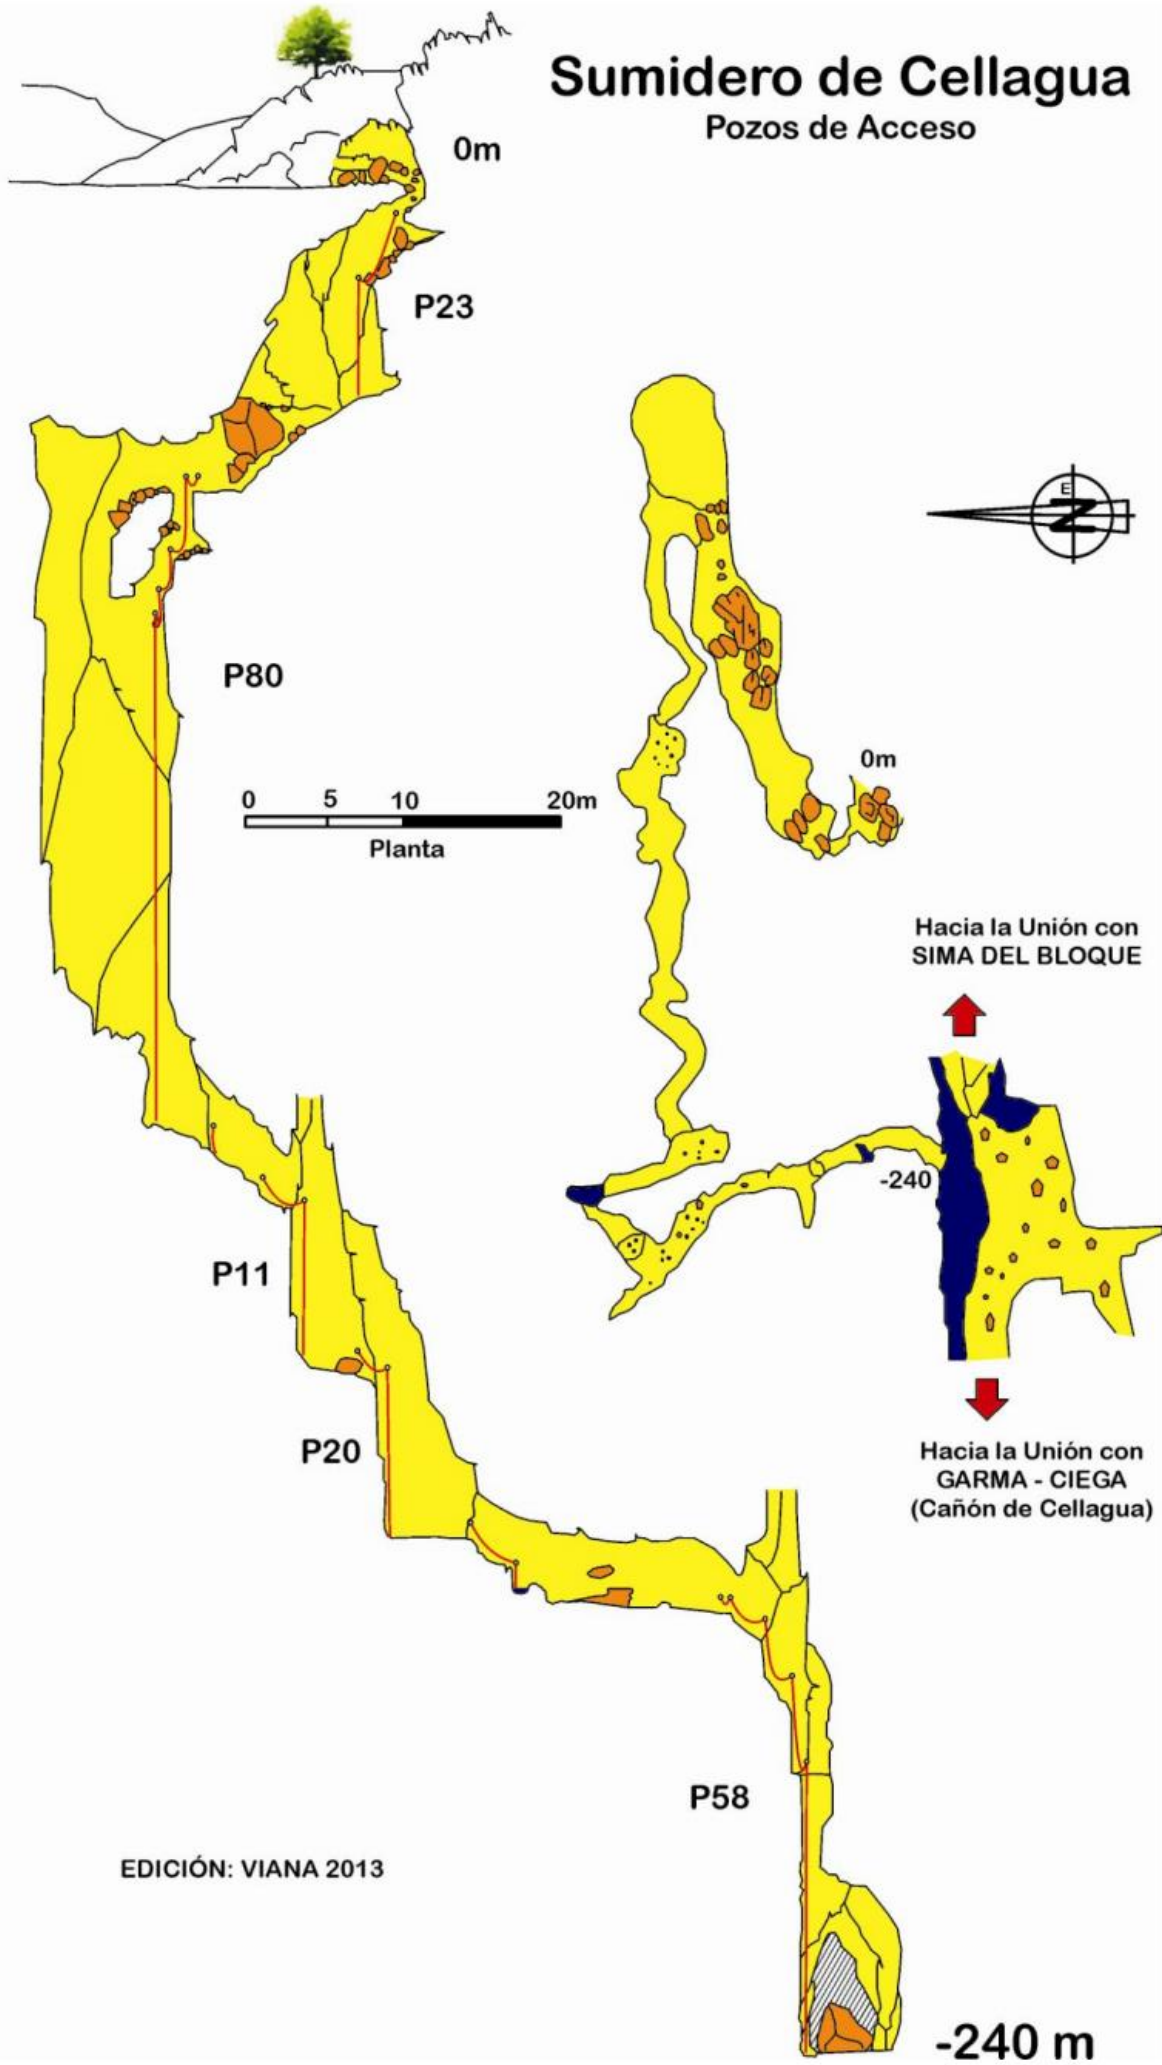 Sumidero de Cellagua
Pozos de Acceso
0m
P23
E
N
P80
0 5 10 20m
Planta
0m
Hacia la Unión con
SIMA DEL BLOQUE
-240
P11
P20
Hacia la Unión con
GARMA - CIEGA
(Cañón de Cellagua)
P58
EDICIÓN: VIANA 2013
-240 m